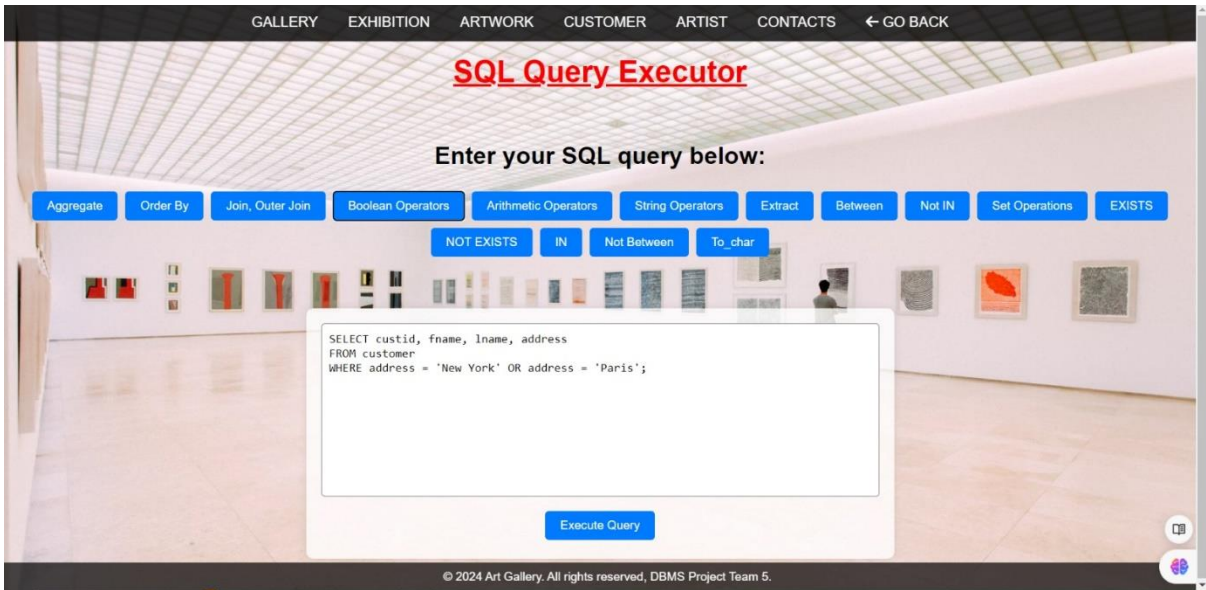 GALLERY EXHIBITION ARTWORK CUSTOMER ARTIST CONTACTS ← GO BACK
SQL Query Executor
Enter your SQL query below:
Aggregate Order By Join, Outer Join Boolean Operators Arithmetic Operators String Operators Extract Between Not IN Set Operations EXISTS
NOT EXISTS IN Not Between To_char
SELECT custid, fname, lname, address
FROM customer
WHERE address = 'New York' OR address = 'Paris';
Execute Query
© 2024 Art Gallery. All rights reserved, DBMS Project Team 5.